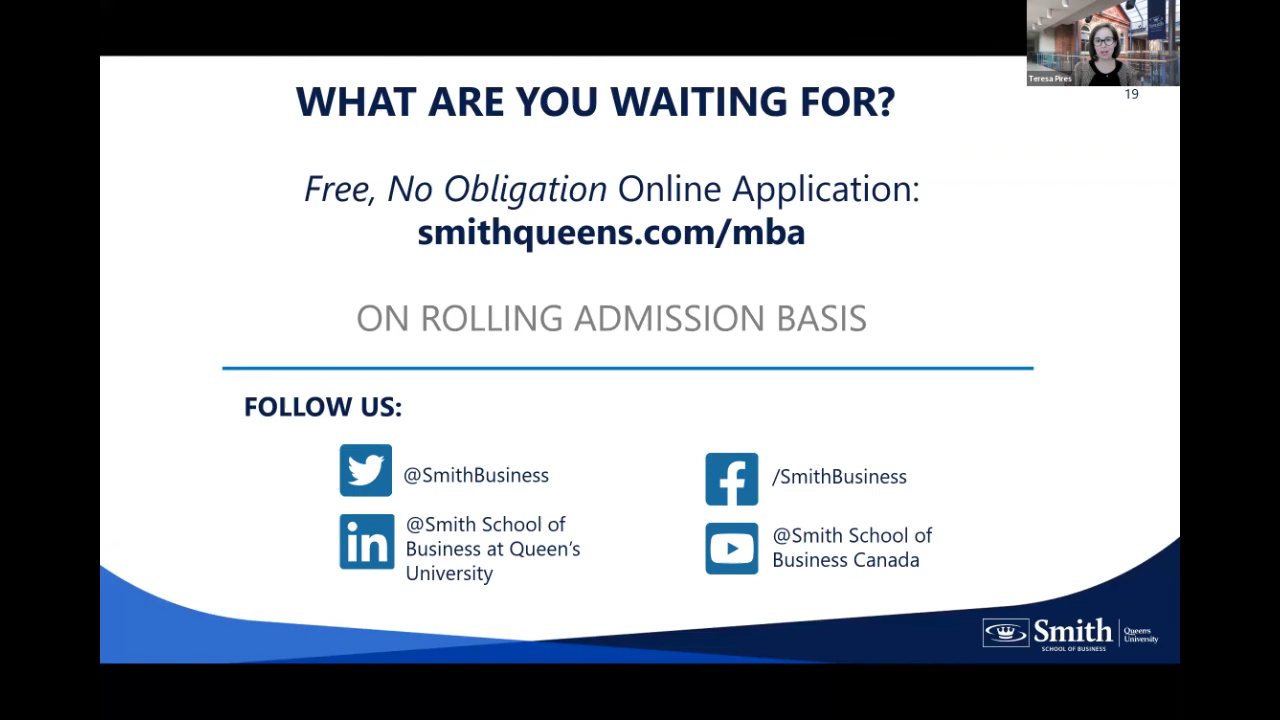 Smith
Teresa Pires
19
WHAT ARE YOU WAITING FOR?
Free, No Obligation Online Application:
smithqueens.com/mba
ON ROLLING ADMISSION BASIS
FOLLOW US:
@SmithBusiness
/SmithBusiness
@Smith School of
Business at Queen's
University
@Smith School of
Business Canada
Smith
SCHOOL OF BUSINESS
Queens
University